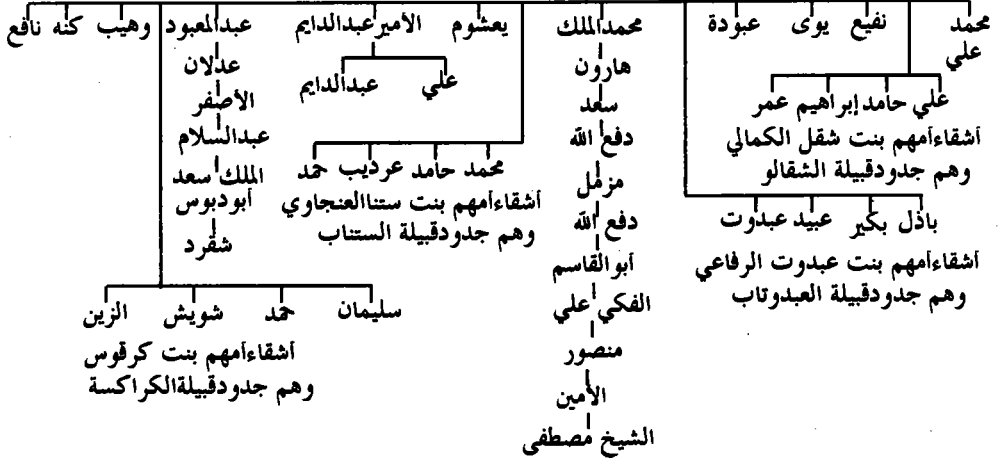 محمد نفيع يوى عبودة محمدالملك يعشوم الأميرعبدالدايم عبدالمعبود وهيب كنه نافع
علي هارون علي عبدالدايم عدلان
علي حامد إبراهيم عمر سعد الأصفر
أشقاءأمهم بنت شقل الكمالي دفع الله عبدالسلام
وهم جدودقبيلة الشقالو مزمل محمد حامد عرديب حمد الملك سعد
باذل بكير عبيد عبدوت دفع الله أشقاءأمهم بنت ستناالعنجاوي أبودبوس
أشقاءأمهم بنت عبدوت الرفاعي أبوالقاسم وهم جدودقبيلة الستناب شقرد
وهم جدودقبيلة العبدوتاب الفكي علي سليمان حمد شويش الزين
منصور أشقاءأمهم بنت كرقوس
الأمين وهم جدودقبيلةالكراكسة
الشيخ مصطفى